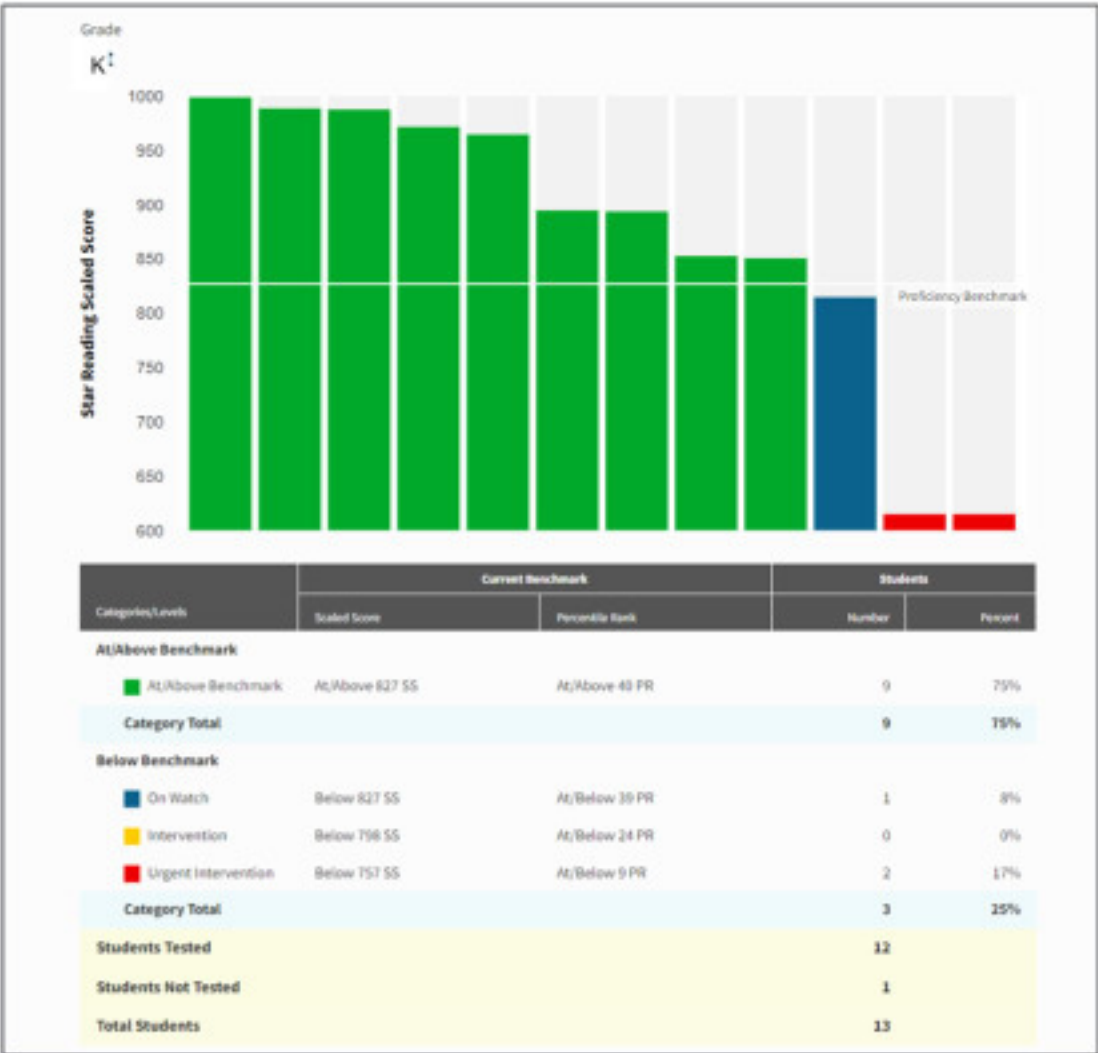 Grade
K↕
1000
950
900
850
800
750
700
650
600
Star Reading Scaled Score
Proficiency Benchmark
Current Benchmark Students
Categories/Levels Scaled Score Percentile Rank Number Percent
At/Above Benchmark
At/Above Benchmark At/Above 827 SS At/Above 40 PR 9 75%
Category Total 9 75%
Below Benchmark
On Watch Below 827 SS At/Below 39 PR 1 8%
Intervention Below 798 SS At/Below 24 PR 0 0%
Urgent Intervention Below 757 SS At/Below 9 PR 2 17%
Category Total 3 25%
Students Tested 12
Students Not Tested 1
Total Students 13